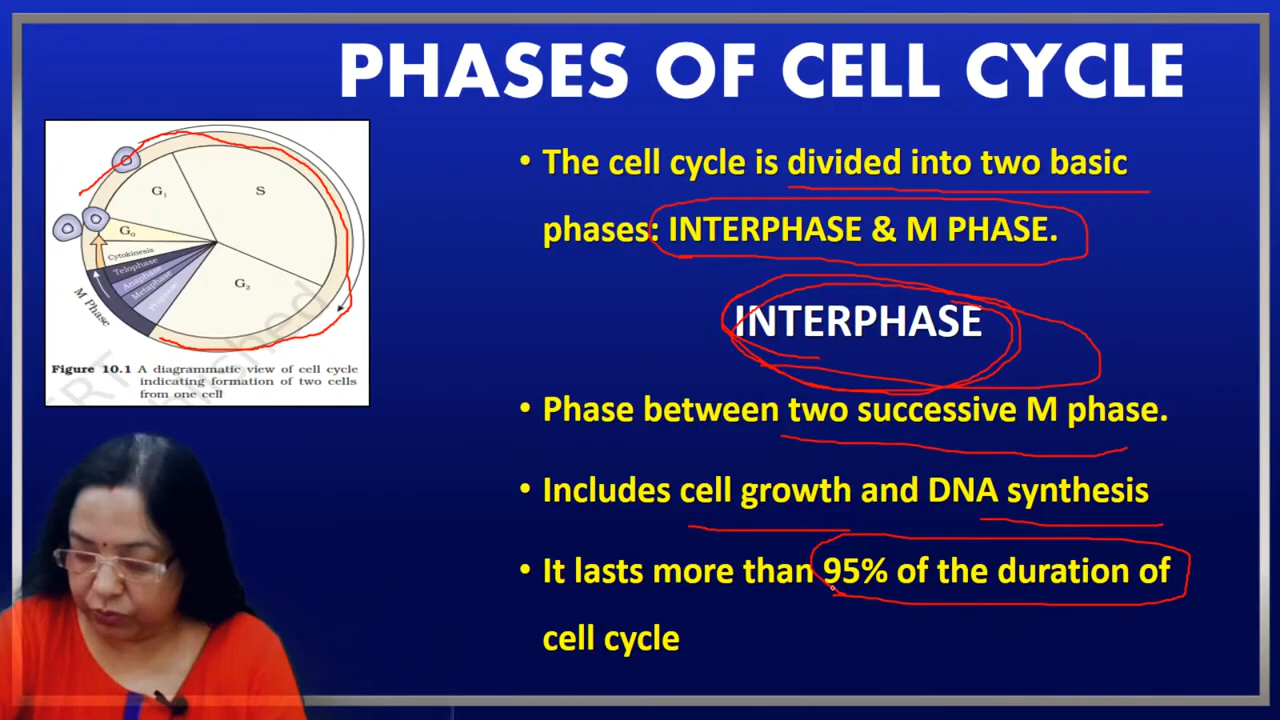 PHASES OF CELL CYCLE
G1
S
G0
G2
Cytokinesis
Telophase
Anaphase
Metaphase
M Phase
Figure 10.1 A diagrammatic view of cell cycle
indicating formation of two cells
from one cell
• The cell cycle is divided into two basic
phases: INTERPHASE & M PHASE.
INTERPHASE
• Phase between two successive M phase.
• Includes cell growth and DNA synthesis
• It lasts more than 95% of the duration of
cell cycle